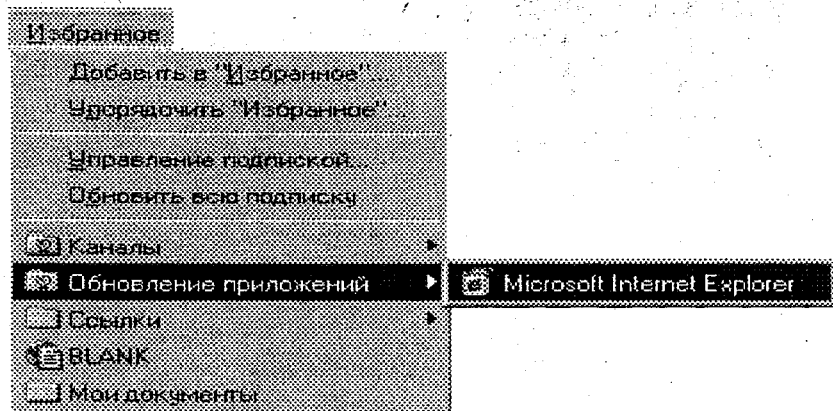 Избранное
Добавить в "Избранное"...
Упорядочить "Избранное"...
Управление подпиской...
Обновить всю подписку
Каналы
Обновление приложений
Microsoft Internet Explorer
Ссылки
BLANK
Мои документы